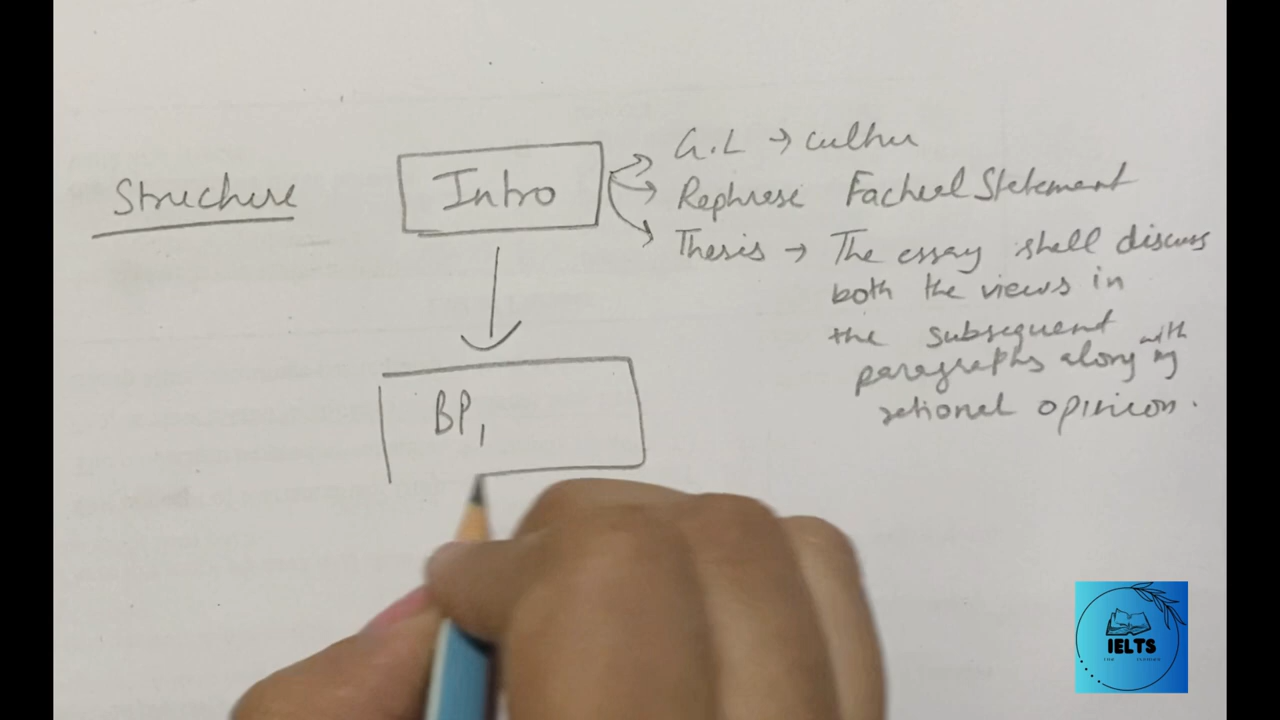 Structure
Intro
G.L → culture
Rephrase Factual Statement
Thesis → The essay shall discuss
both the views in
the subsequent
paragraphs along with my
rational opinion.
BP1
IELTS